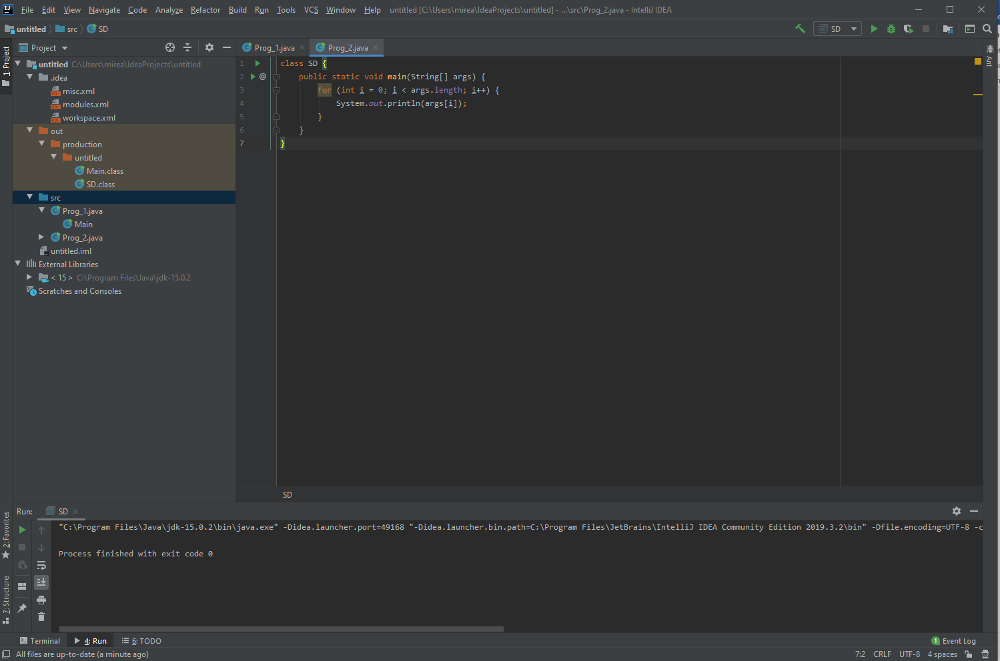 IJ File Edit View Navigate Code Analyze Refactor Build Run Tools VCS Window Help untitled [C:\Users\mirea\IdeaProjects\untitled] - ...\src\Prog_2.java - IntelliJ IDEA
untitled src SD
SD
1: Project
Project
Prog_1.java Prog_2.java
Ant
untitled C:\Users\mirea\IdeaProjects\untitled
.idea
misc.xml
modules.xml
workspace.xml
out
production
untitled
Main.class
SD.class
src
Prog_1.java
Main
Prog_2.java
untitled.iml
External Libraries
< 15 > C:\Program Files\Java\jdk-15.0.2
Scratches and Consoles
1 class SD {
2 @ public static void main(String[] args) {
3 for (int i = 0; i < args.length; i++) {
4 System.out.println(args[i]);
5 }
6 }
7 }
SD
Run: SD
"C:\Program Files\Java\jdk-15.0.2\bin\java.exe" -Didea.launcher.port=49168 "-Didea.launcher.bin.path=C:\Program Files\JetBrains\IntelliJ IDEA Community Edition 2019.3.2\bin" -Dfile.encoding=UTF-8 -c
Process finished with exit code 0
2: Favorites
7: Structure
Terminal 4: Run 6: TODO
1 Event Log
All files are up-to-date (a minute ago)
7:2 CRLF UTF-8 4 spaces